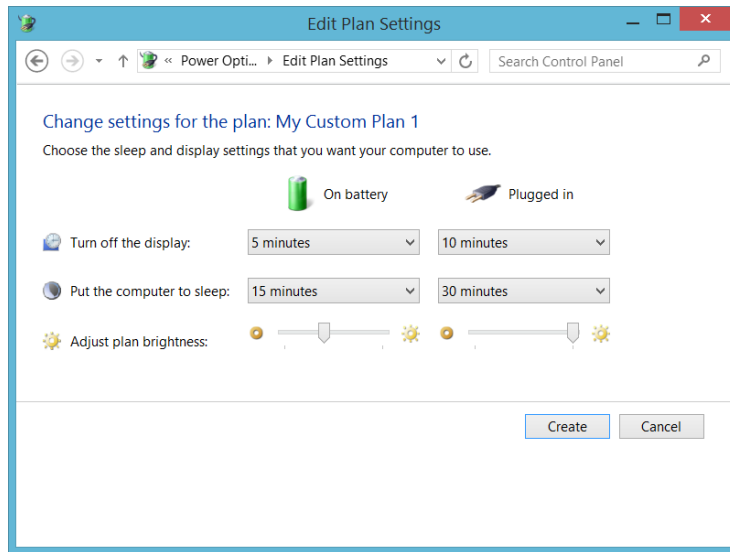 Edit Plan Settings
« Power Opti... Edit Plan Settings Search Control Panel
Change settings for the plan: My Custom Plan 1
Choose the sleep and display settings that you want your computer to use.
On battery Plugged in
Turn off the display: 5 minutes 10 minutes
Put the computer to sleep: 15 minutes 30 minutes
Adjust plan brightness:
Create Cancel